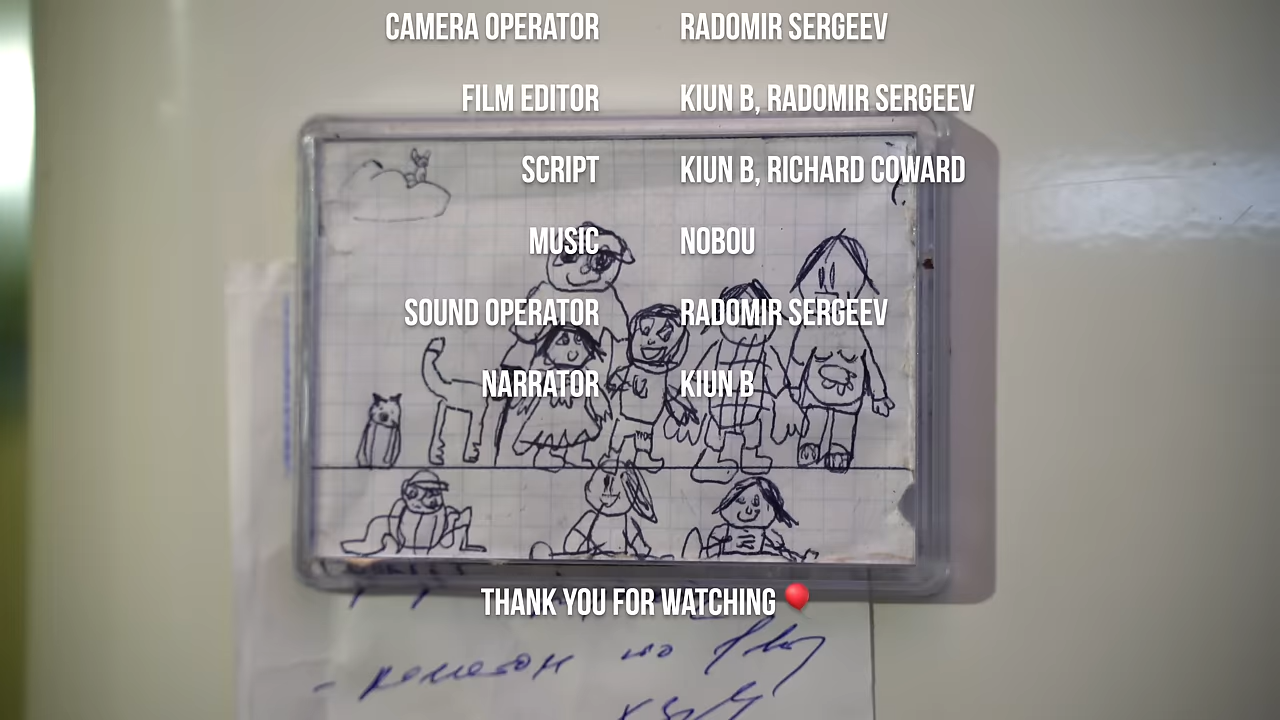 CAMERA OPERATOR RADOMIR SERGEEV
FILM EDITOR KIUN B, RADOMIR SERGEEV
SCRIPT KIUN B, RICHARD COWARD
MUSIC NOBOU
SOUND OPERATOR RADOMIR SERGEEV
NARRATOR KIUN B
THANK YOU FOR WATCHING 🎈